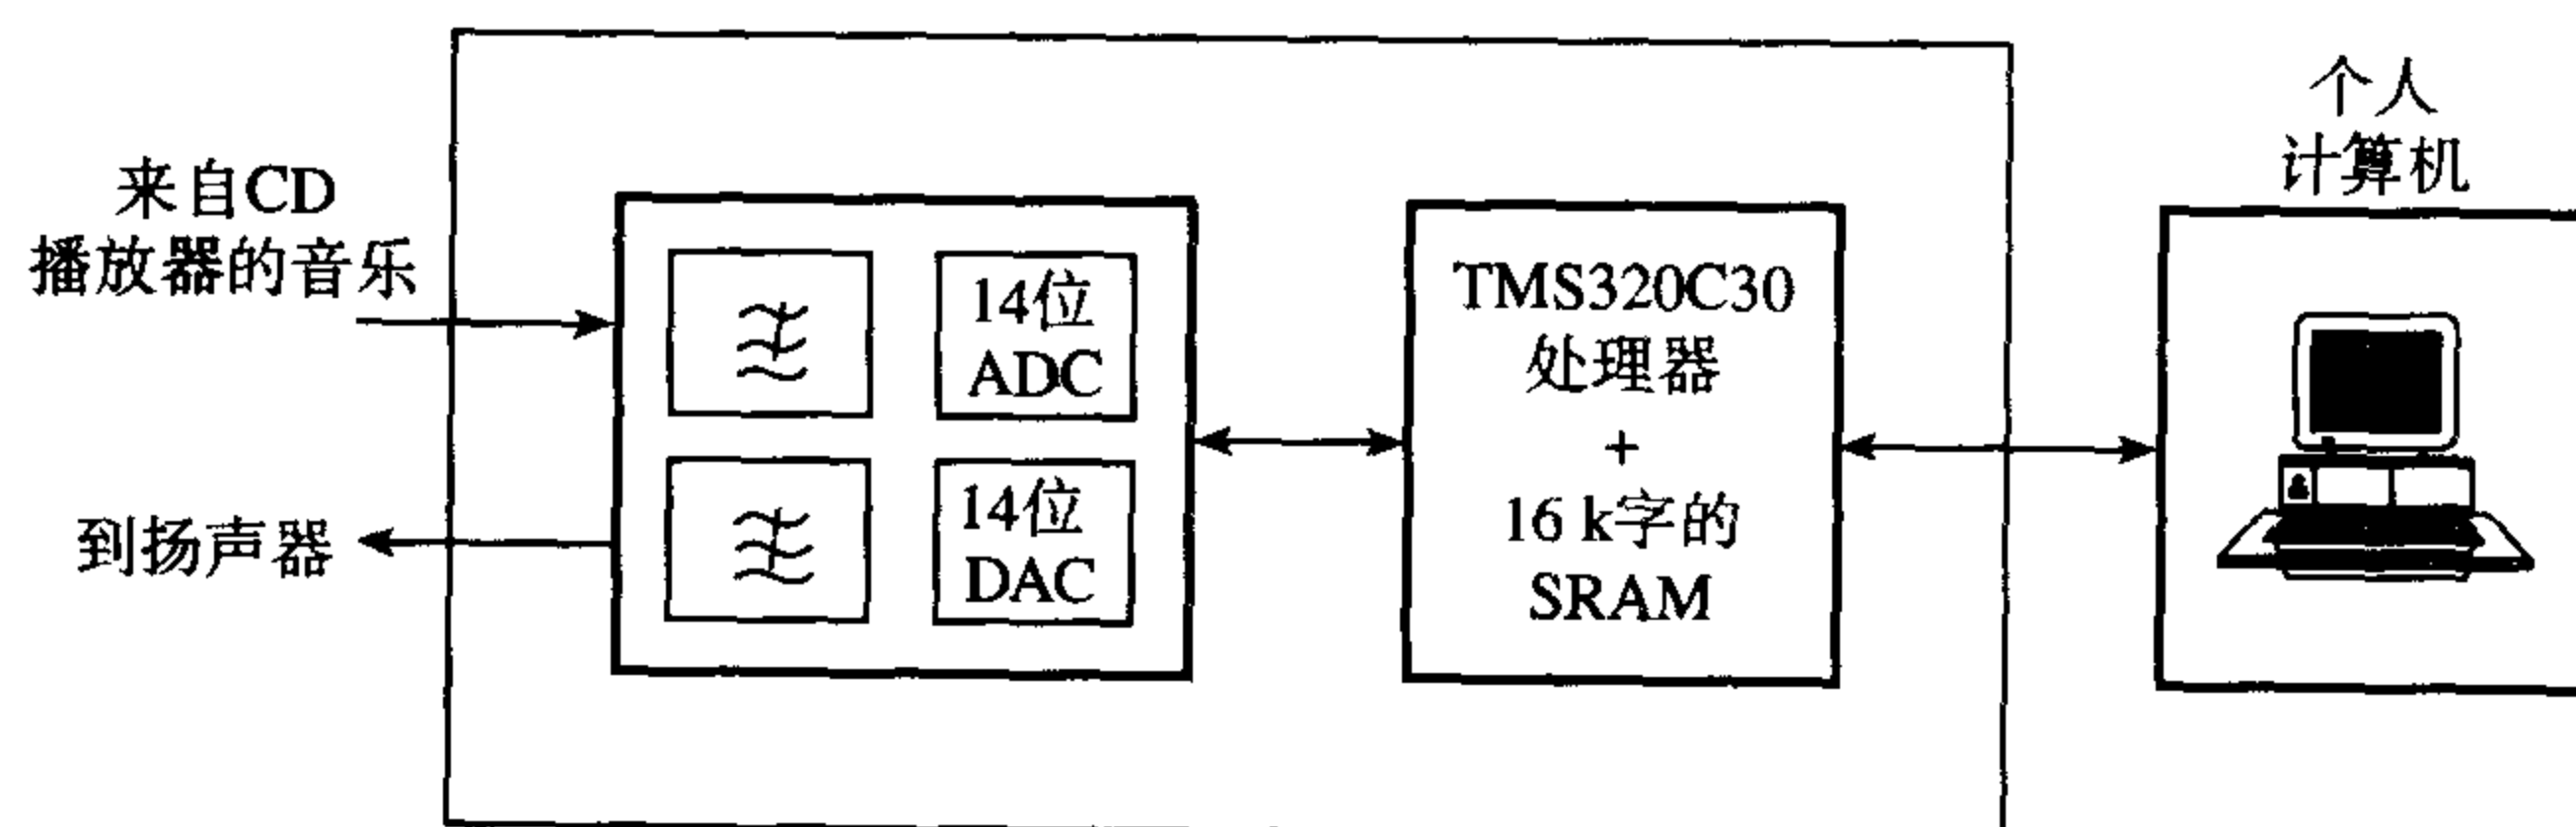 来自CD
播放器的音乐
到扬声器
14位
ADC
14位
DAC
TMS320C30
处理器
+
16 k字的
SRAM
个人
计算机